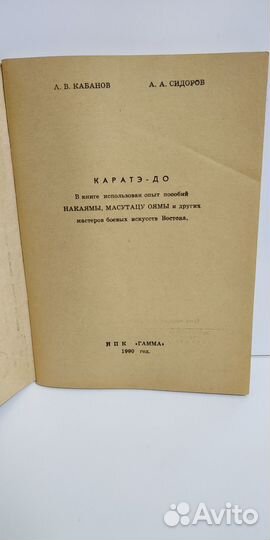 Л. В. КАБАНОВ А. А. СИДОРОВ
КАРАТЭ-ДО
В книге использован опыт пособий
НАКАЯМЫ, МАСУТАЦУ ОЯМЫ и других
мастеров боевых искусств Востока.
НПК «ГАММА»
1990 год.
Avito